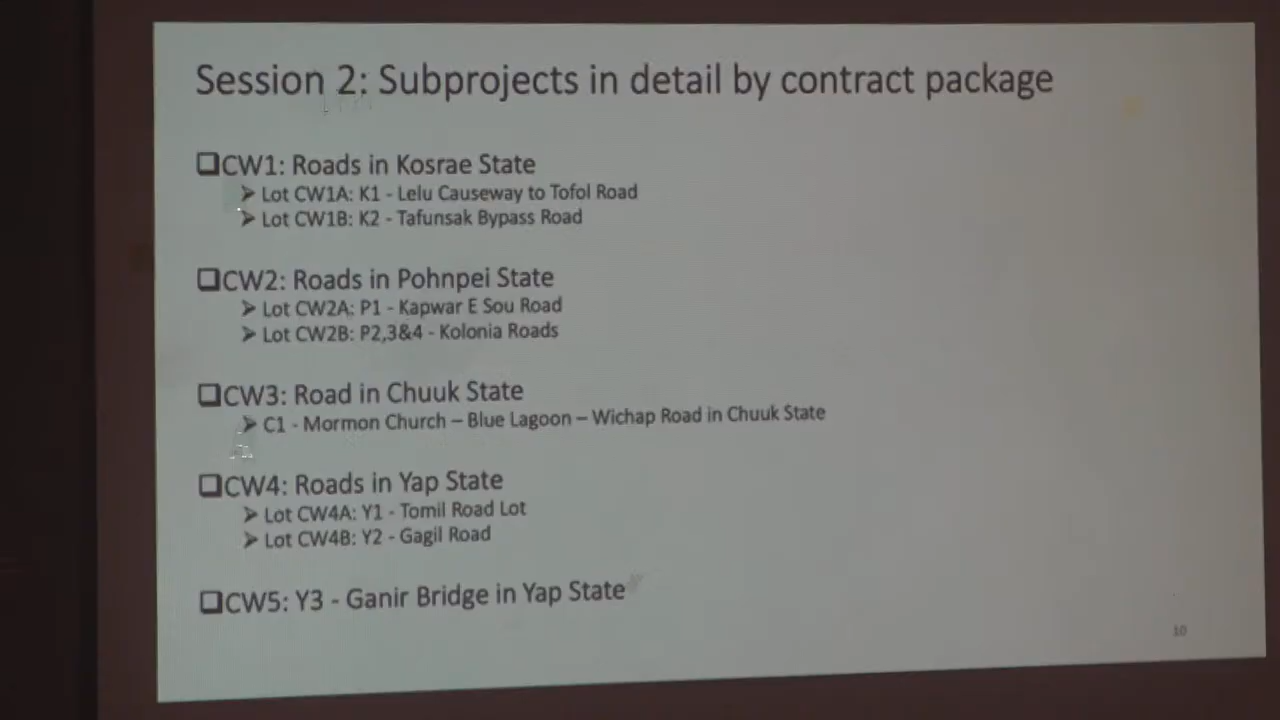 Session 2: Subprojects in detail by contract package
❑CW1: Roads in Kosrae State
➢ Lot CW1A: K1 - Lelu Causeway to Tofol Road
➢ Lot CW1B: K2 - Tafunsak Bypass Road
❑CW2: Roads in Pohnpei State
➢ Lot CW2A: P1 - Kapwar E Sou Road
➢ Lot CW2B: P2,3&4 - Kolonia Roads
❑CW3: Road in Chuuk State
➢ C1 - Mormon Church – Blue Lagoon – Wichap Road in Chuuk State
❑CW4: Roads in Yap State
➢ Lot CW4A: Y1 - Tomil Road Lot
➢ Lot CW4B: Y2 - Gagil Road
❑CW5: Y3 - Ganir Bridge in Yap State
10